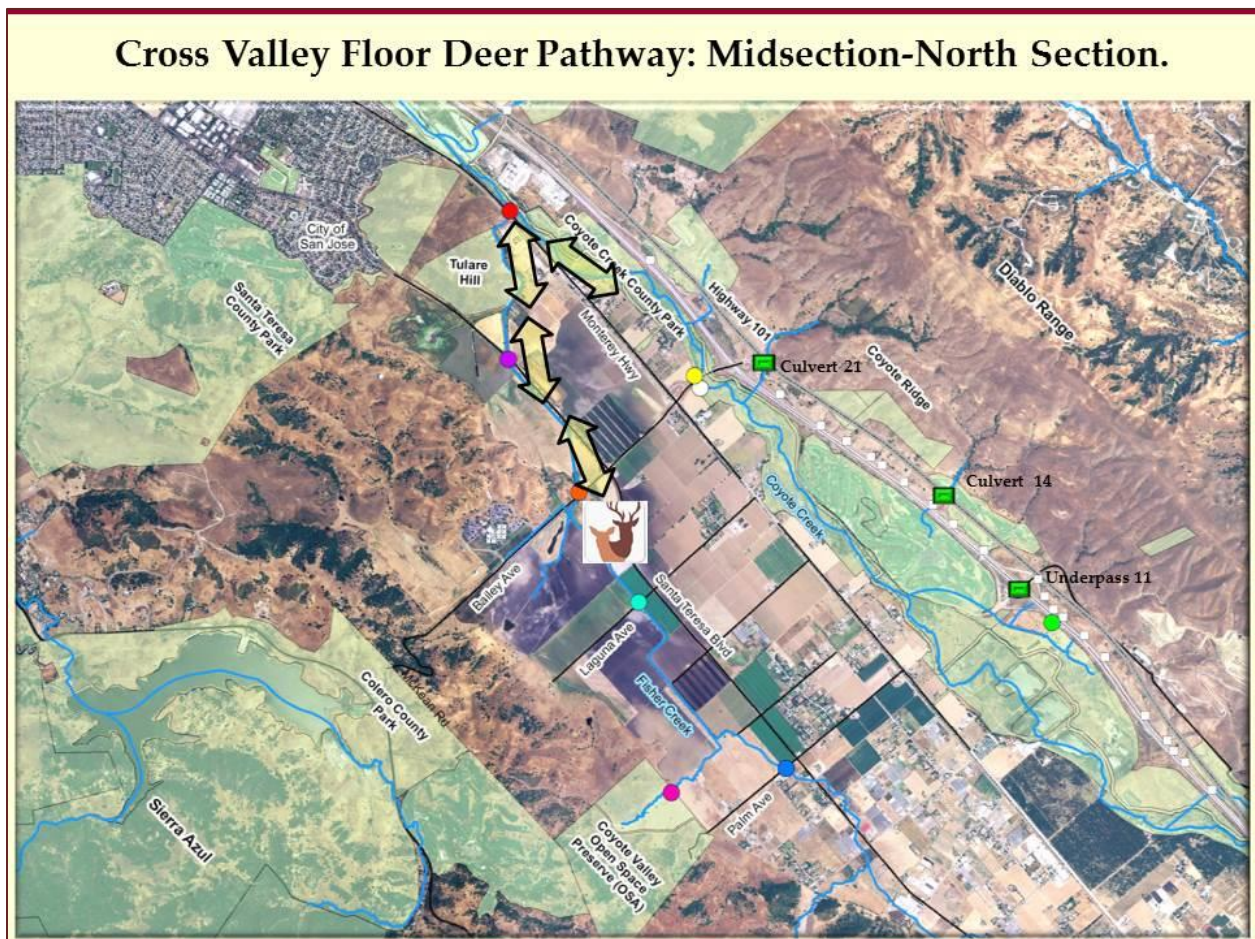 Cross Valley Floor Deer Pathway: Midsection-North Section.
City of
San Jose
Tulare
Hill
Santa Teresa
County Park
Coyote Creek County Park
Monterey Hwy
Highway 101
Diablo Range
Coyote Ridge
Culvert 21
Culvert 14
Coyote Creek
Underpass 11
Bailey Ave
Santa Teresa Blvd
Laguna Ave
Fisher Creek
McKean Rd
Calero County
Park
Sierra Azul
Palm Ave
Coyote Valley
Open Space
Preserve (OSA)